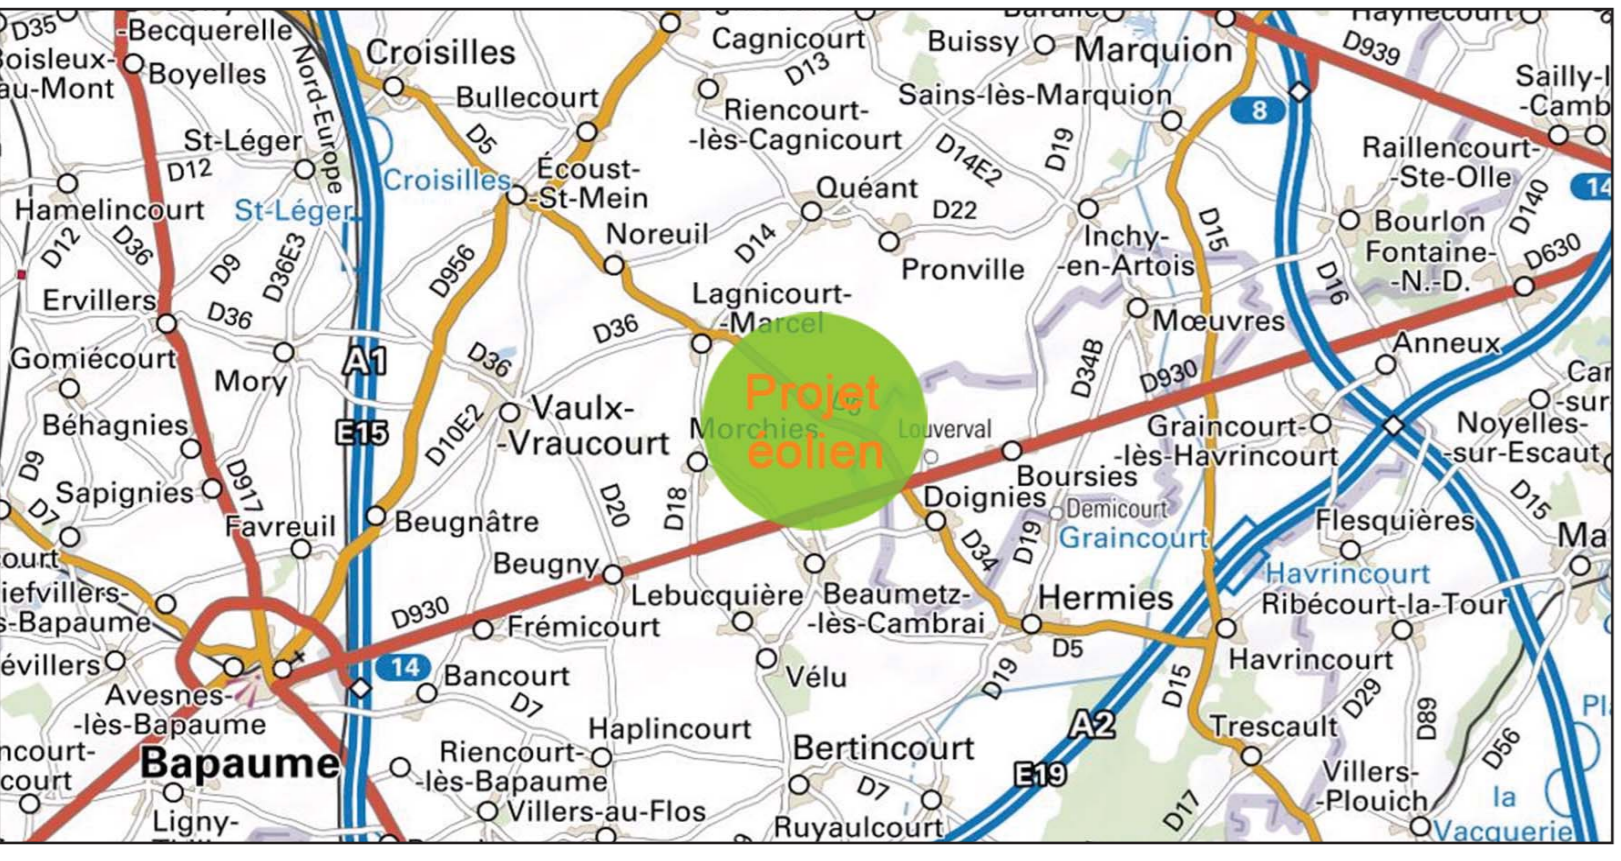 D35
-Becquerelle
Boyelles
au-Mont
Nord-Europe
Croisilles
Bullecourt
D5
Cagnicourt
D13
Riencourt-
-lès-Cagnicourt
Buissy
Marquion
Sains-lès-Marquion
8
D939
D19
D14E2
St-Léger
D12
Hamelincourt
St-Léger
Croisilles
Écoust-
-St-Mein
Quéant
D22
Raillencourt-
-Ste-Olle
14
D140
D12
D36
D9
D36E3
D956
Noreuil
D14
Pronville
Inchy-
-en-Artois
D15
Bourlon
Fontaine-
-N.-D.
D630
D16
Ervillers
D36
Gomiécourt
Mory
A1
D36
D36
Lagnicourt-
-Marcel
Mœuvres
D34B
D930
Anneux
Projet
éolien
D5
Morchies
Louverval
Béhagnies
E15
D10E2
Vaulx-
-Vraucourt
Graincourt-
-lès-Havrincourt
Noyelles-
-sur-Escaut
-sur
D9
D7
Sapignies
D917
Favreuil
Beugnâtre
D20
D18
Boursies
Doignies
Demicourt
D19
D34
Graincourt
Flesquières
D15
Havrincourt
Ribécourt-la-Tour
Beugny
Lebucquière
Beaumetz-
-lès-Cambrai
Hermies
D5
D930
Frémicourt
s-Bapaume
14
Bancourt
D7
Vélu
D19
D15
Havrincourt
D29
D89
Avesnes-
-lès-Bapaume
Bapaume
Haplincourt
Riencourt-
-lès-Bapaume
Villers-au-Flos
Bertincourt
D7
Ruyaulcourt
A2
E19
Trescault
D17
Villers-
-Plouich
D56
la
Vacquerie
Ligny-